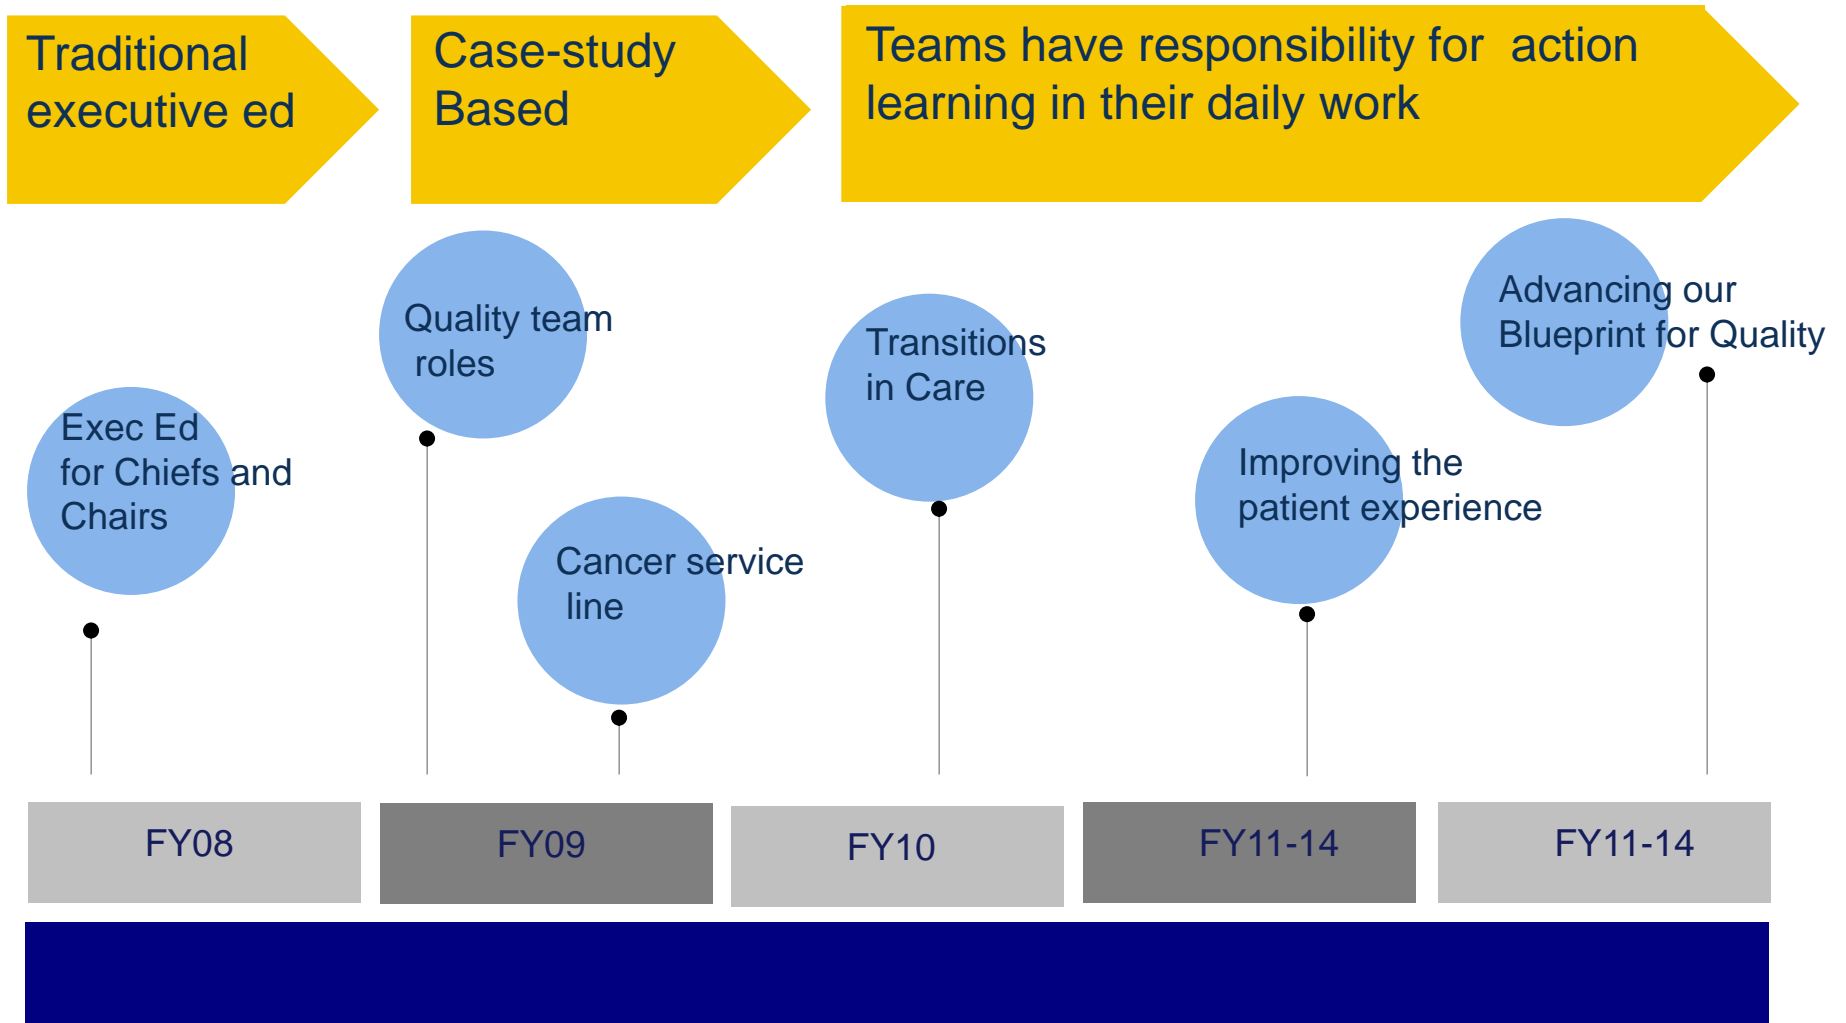 Traditional
executive ed
Case-study
Based
Teams have responsibility for  action
learning in their daily work
Exec Ed
for Chiefs and
Chairs
Quality team
roles
Cancer service
line
Transitions
in Care
Improving the
patient experience
Advancing our
Blueprint for Quality
FY08
FY09
FY10
FY11-14
FY11-14